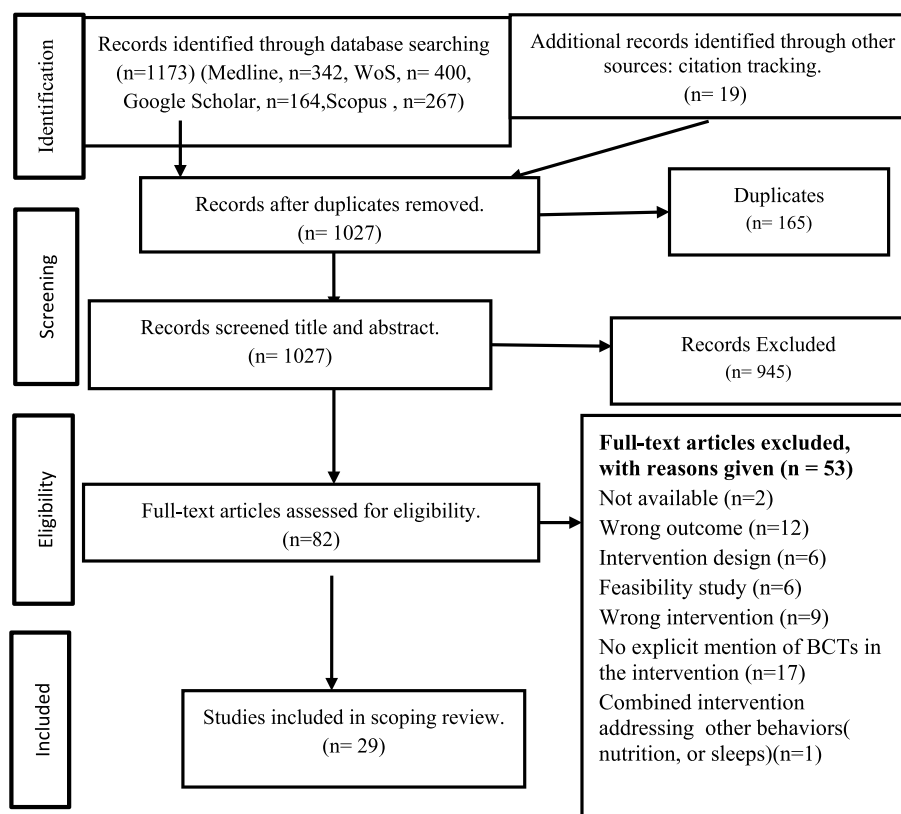 Identification
Records identified through database searching
(n=1173) (Medline, n=342, WoS, n= 400,
Google Scholar, n=164,Scopus , n=267)
Additional records identified through other
sources: citation tracking.
(n= 19)
Records after duplicates removed.
(n= 1027)
Duplicates
(n= 165)
Screening
Records screened title and abstract.
(n= 1027)
Records Excluded
(n= 945)
Eligibility
Full-text articles assessed for eligibility.
(n=82)
Full-text articles excluded,
with reasons given (n = 53)
Not available (n=2)
Wrong outcome (n=12)
Intervention design (n=6)
Feasibility study (n=6)
Wrong intervention (n=9)
No explicit mention of BCTs in
the intervention (n=17)
Combined intervention
addressing other behaviors(
nutrition, or sleeps)(n=1)
Included
Studies included in scoping review.
(n= 29)